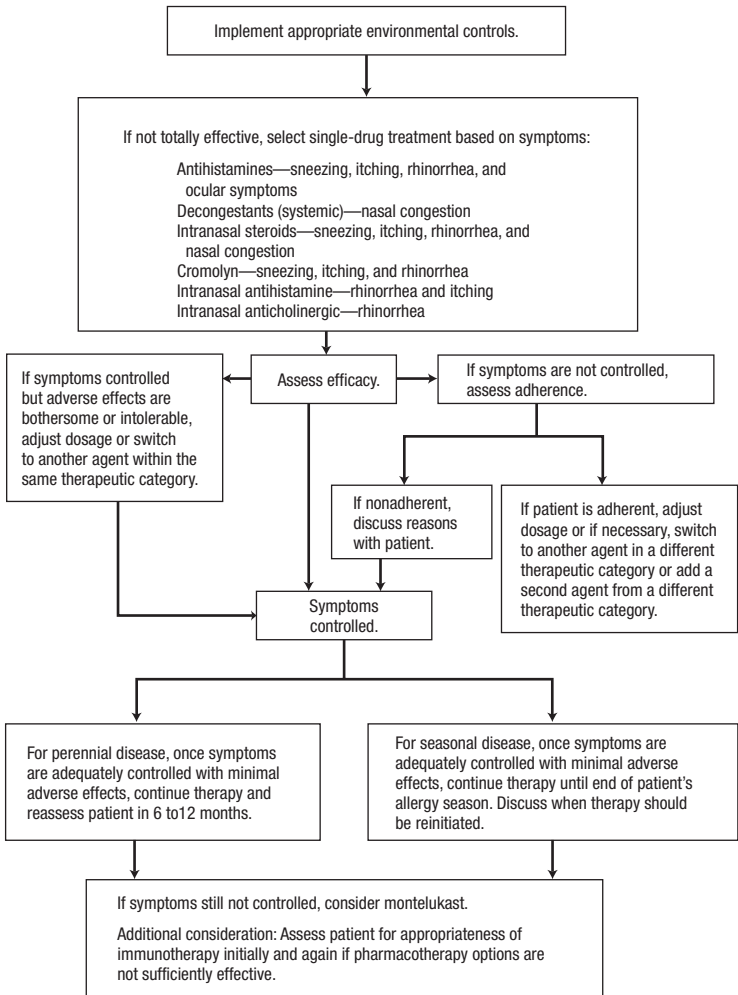 Implement appropriate environmental controls.
If not totally effective, select single-drug treatment based on symptoms:
Antihistamines—sneezing, itching, rhinorrhea, and
ocular symptoms
Decongestants (systemic)—nasal congestion
Intranasal steroids—sneezing, itching, rhinorrhea, and
nasal congestion
Cromolyn—sneezing, itching, and rhinorrhea
Intranasal antihistamine—rhinorrhea and itching
Intranasal anticholinergic—rhinorrhea
If symptoms controlled
but adverse effects are
bothersome or intolerable,
adjust dosage or switch
to another agent within the
same therapeutic category.
Assess efficacy.
If symptoms are not controlled,
assess adherence.
If nonadherent,
discuss reasons
with patient.
If patient is adherent, adjust
dosage or if necessary, switch
to another agent in a different
therapeutic category or add a
second agent from a different
therapeutic category.
Symptoms
controlled.
For perennial disease, once symptoms
are adequately controlled with minimal
adverse effects, continue therapy and
reassess patient in 6 to12 months.
For seasonal disease, once symptoms are
adequately controlled with minimal adverse
effects, continue therapy until end of patient’s
allergy season. Discuss when therapy should
be reinitiated.
If symptoms still not controlled, consider montelukast.
Additional consideration: Assess patient for appropriateness of
immunotherapy initially and again if pharmacotherapy options are
not sufficiently effective.